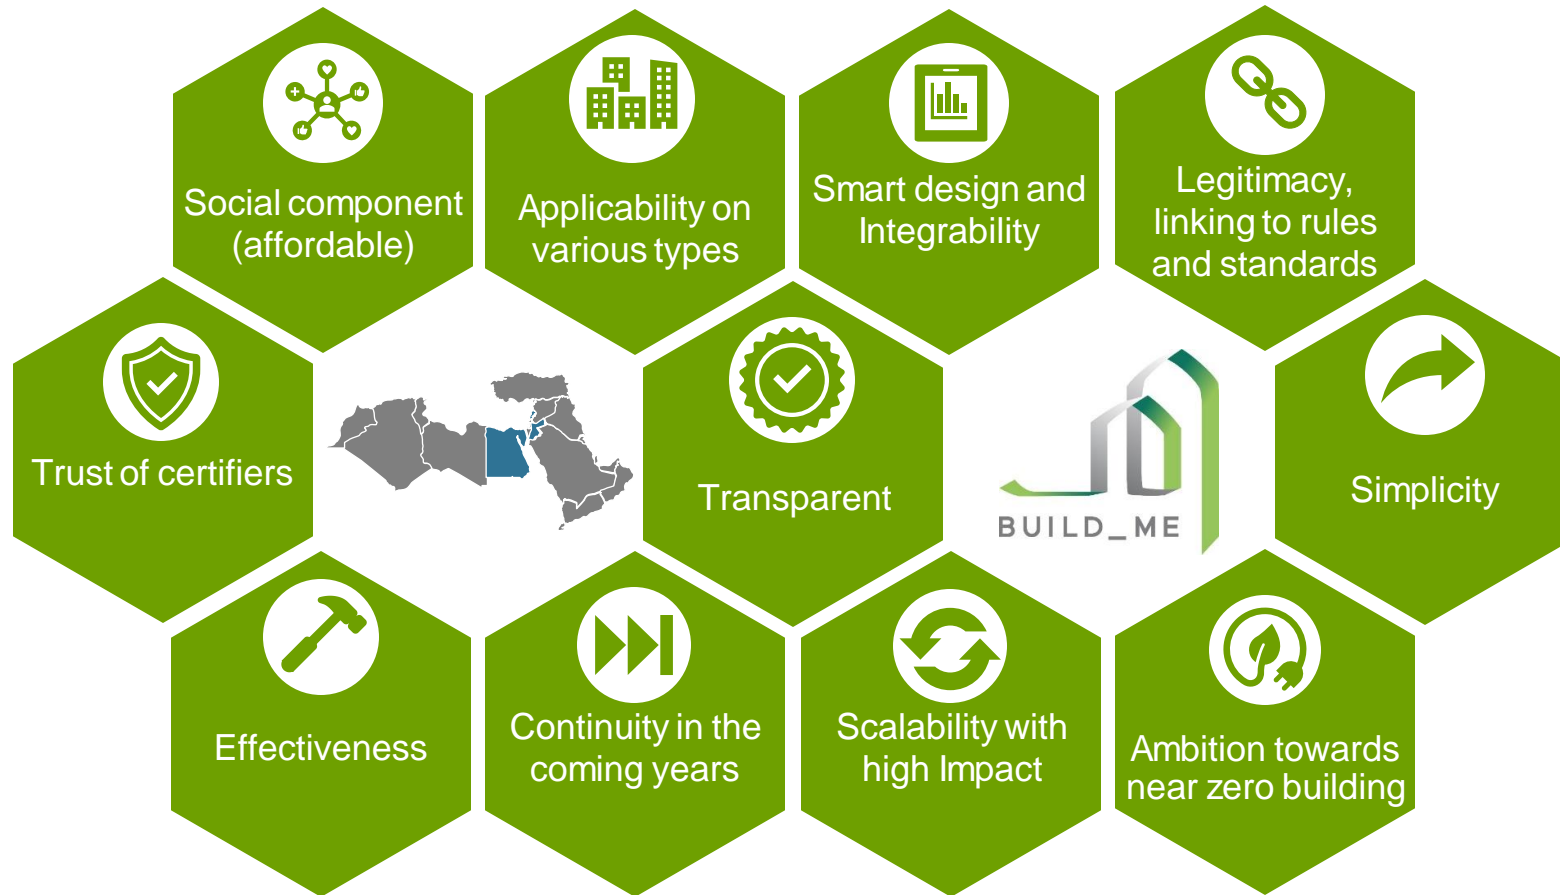 Social component
(affordable)
Applicability on
various types
Smart design and
Integrability
Legitimacy,
linking to rules
and standards
Trust of certifiers
Transparent
BUILD_ME
Simplicity
Effectiveness
Continuity in the
coming years
Scalability with
high Impact
Ambition towards
near zero building